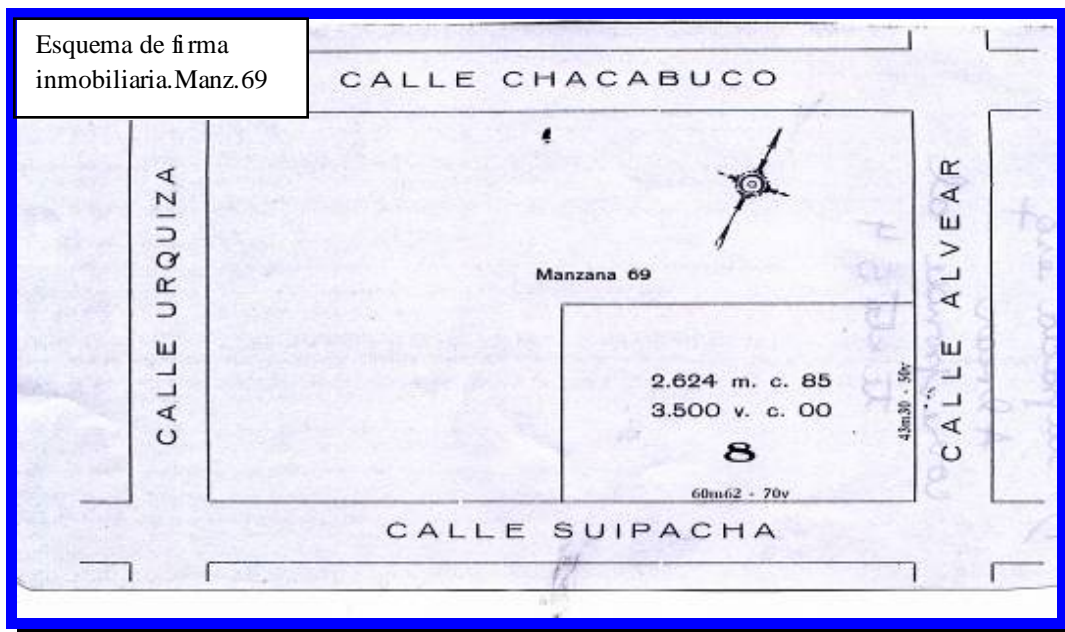 Esquema de firma
inmobiliaria.Manz.69
CALLE CHACABUCO
CALLE URQUIZA
CALLE ALVEAR
Manzana 69
2.624 m. c. 85
3.500 v. c. 00
43m30 - 50v
8
60m62 - 70v
CALLE SUIPACHA